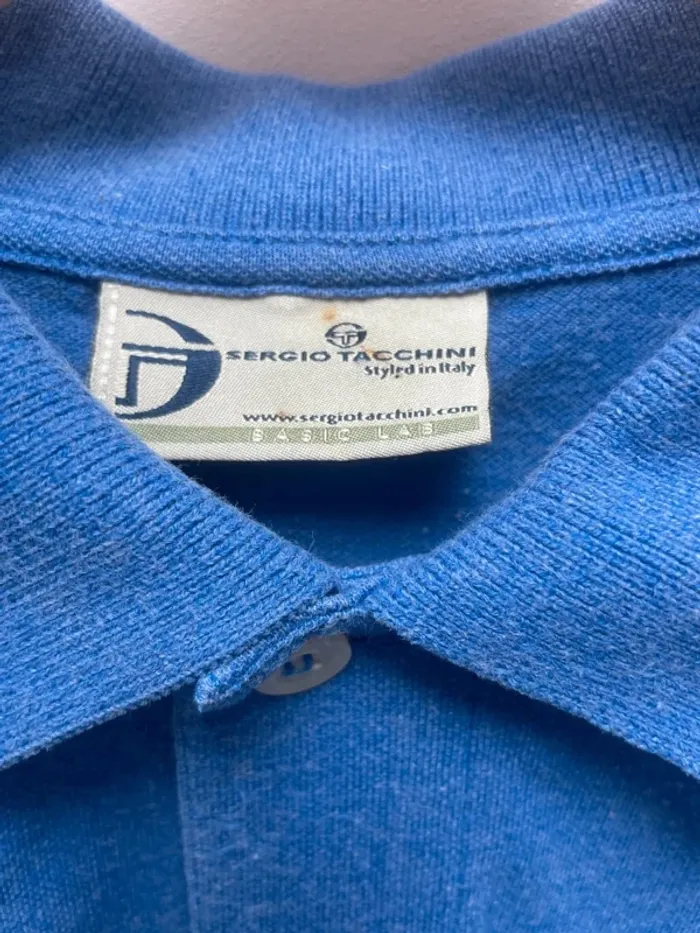 SERGIO TACCHINI
Styled in Italy
www.sergiotacchini.com
BASIC LAB